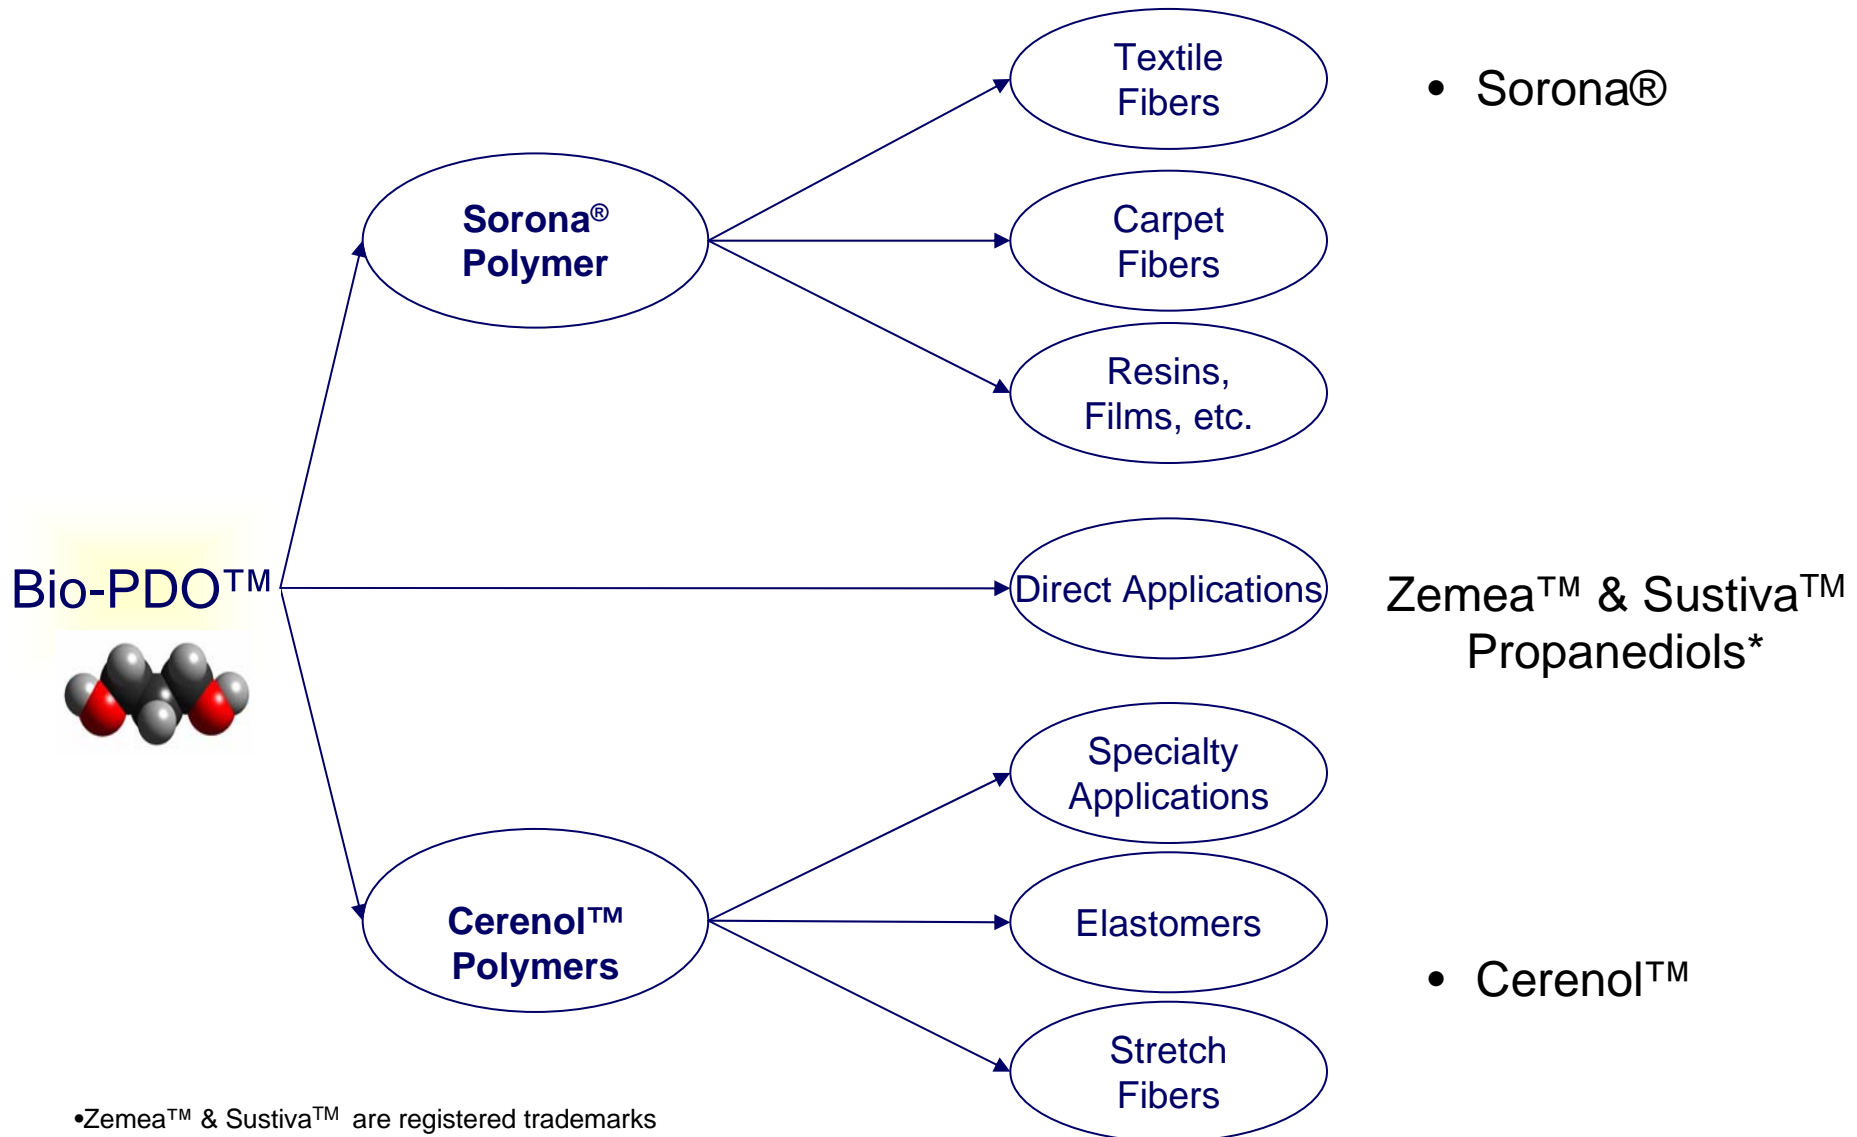 Textile
Fibers
• Sorona®
Sorona®
Polymer
Carpet
Fibers
Resins,
Films, etc.
Bio-PDO™
Direct Applications
Zemea™ & Sustiva™
Propanediols*
Specialty
Applications
Cerenol™
Polymers
Elastomers
• Cerenol™
Stretch
Fibers
•Zemea™ & Sustiva™ are registered trademarks